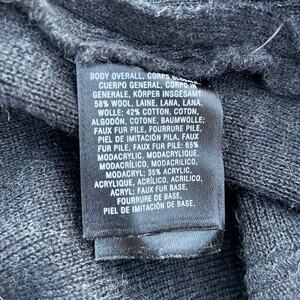 BODY OVERALL, CORPS
CUERPO GENERAL, CORPO IN
GENERALE, KÖRPER INSGESAMT:
58% WOOL, LAINE, LANA, LANA,
WOLLE; 42% COTTON, COTON,
ALGODÓN, COTONE, BAUMWOLLE;
FAUX FUR PILE, FOURRURE PILE,
PIEL DE IMITACIÓN PILA, FAUX
FUR PILE, FAUX FUR PILE: 65%
MODACRYLIC, MODACRYLIQUE,
MODACRÍLICO, MODACRILICO,
MODACRYL; 35% ACRYLIC,
ACRYLIQUE, ACRÍLICO, ACRILICO,
ACRYL; FAUX FUR BASE,
FOURRURE DE BASE,
PIEL DE IMITACIÓN DE BASE,